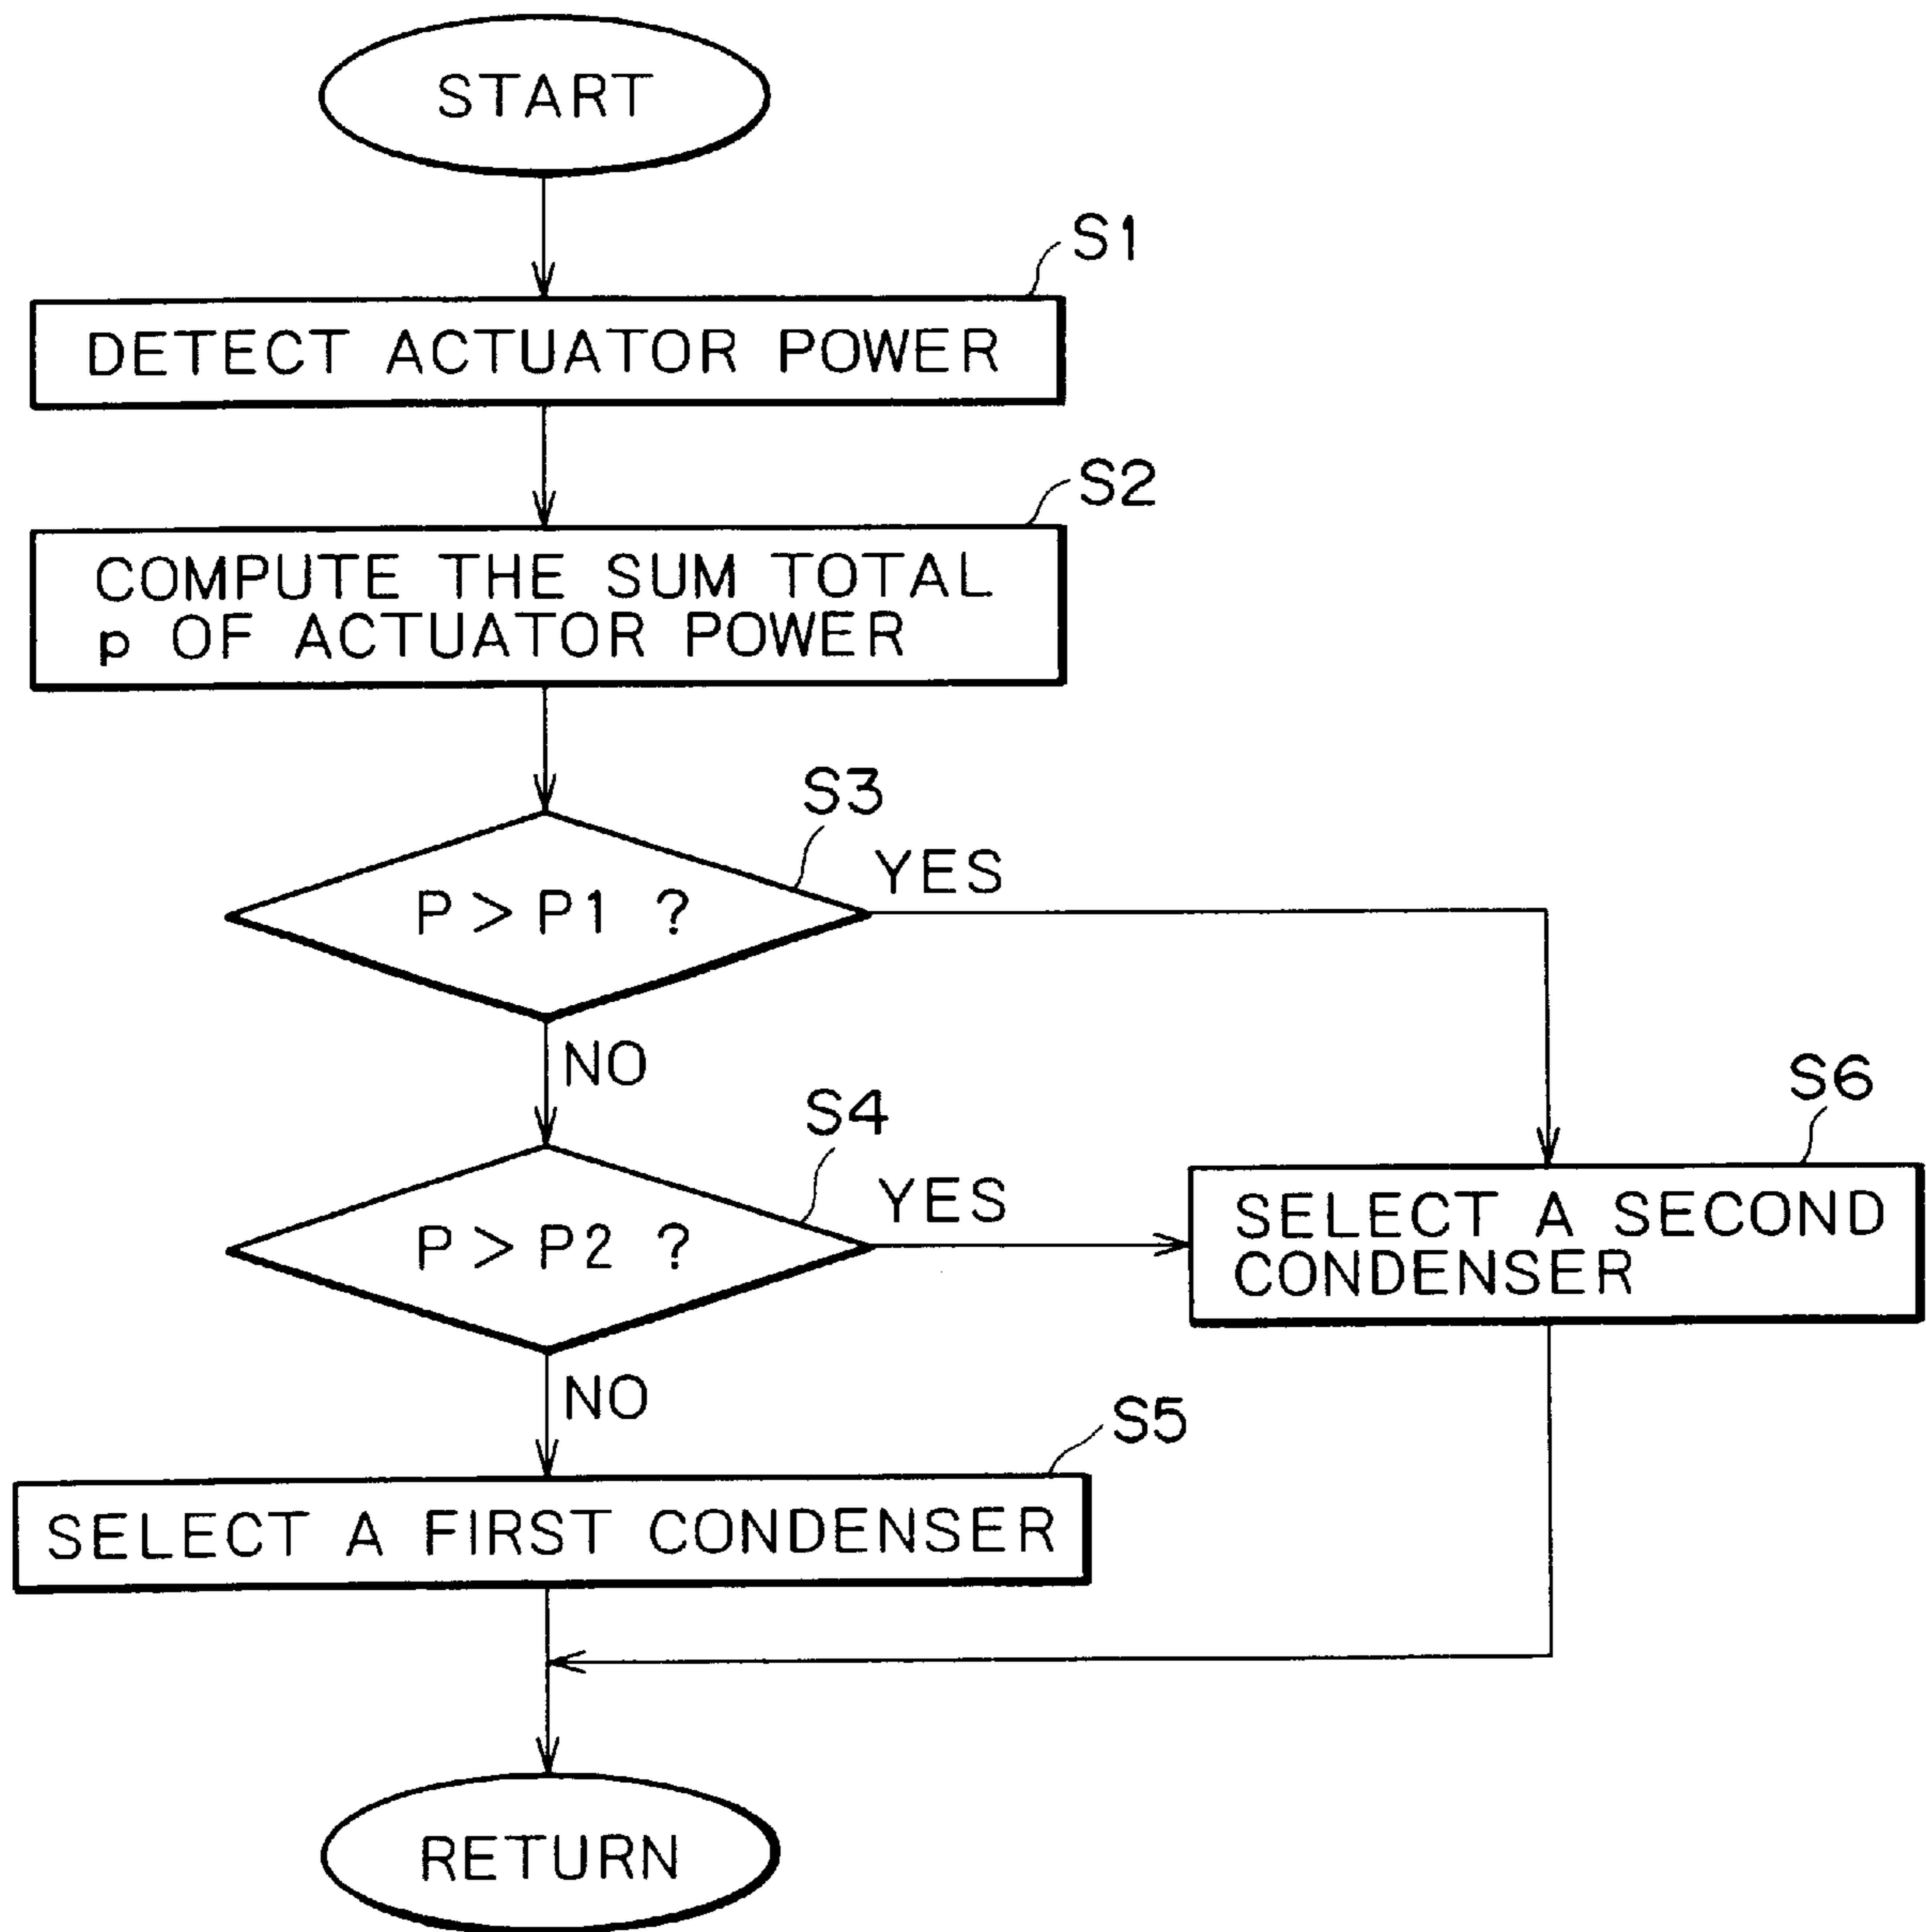 START
S1
DETECT ACTUATOR POWER
S2
COMPUTE THE SUM TOTAL
p OF ACTUATOR POWER
S3
P > P1 ?
YES
NO
S4
P > P2 ?
YES
S6
SELECT A SECOND
CONDENSER
NO
S5
SELECT A FIRST CONDENSER
RETURN